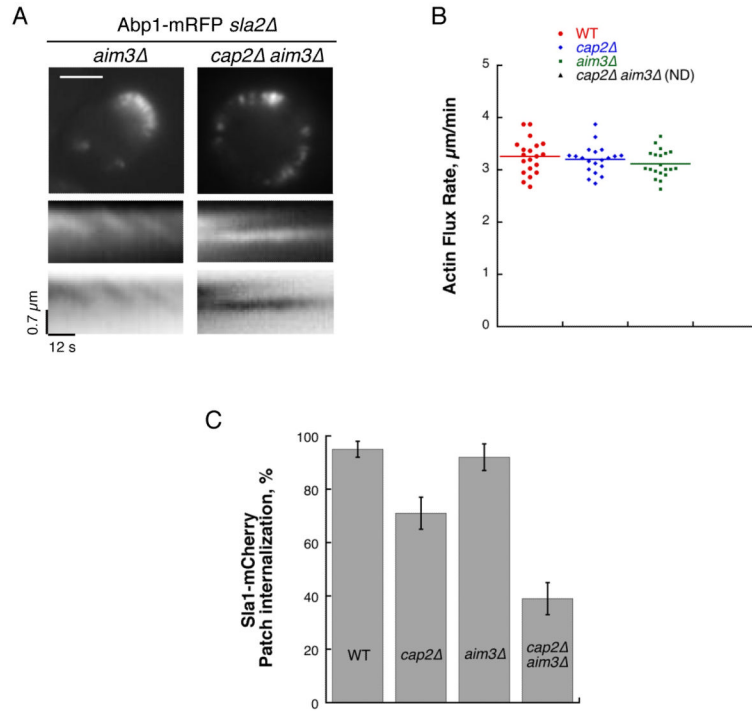 A
Abp1-mRFP sla2Δ
aim3Δ
cap2Δ aim3Δ
0.7 μm
12 s
B
WT
cap2Δ
aim3Δ
cap2Δ aim3Δ (ND)
Actin Flux Rate, μm/min
5
4
3
2
1
0
C
Sla1-mCherry
Patch internalization, %
100
80
60
40
20
0
WT
cap2Δ
aim3Δ
cap2Δ
aim3Δ